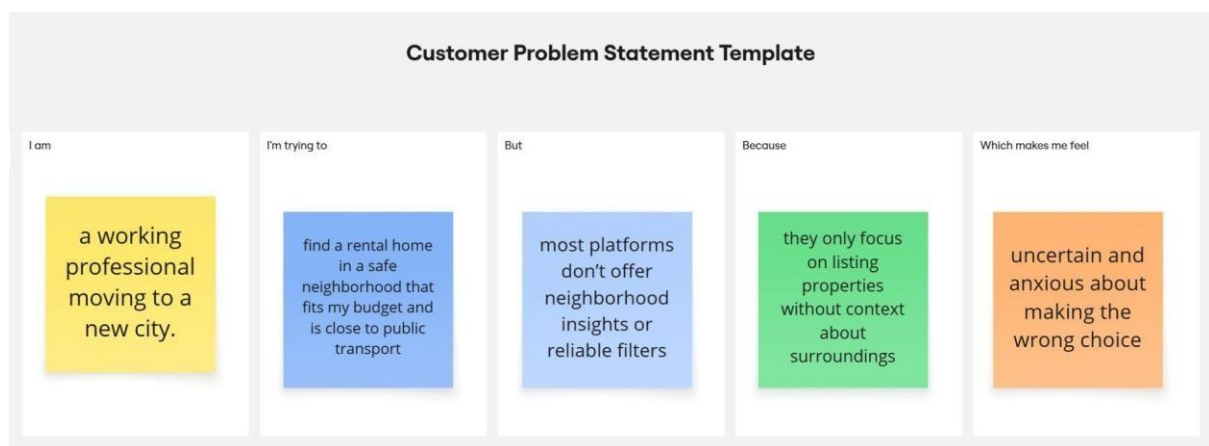 Customer Problem Statement Template
I am
a working
professional
moving to a
new city.
I'm trying to
find a rental home
in a safe
neighborhood that
fits my budget and
is close to public
transport
But
most platforms
don’t offer
neighborhood
insights or
reliable filters
Because
they only focus
on listing
properties
without context
about
surroundings
Which makes me feel
uncertain and
anxious about
making the
wrong choice